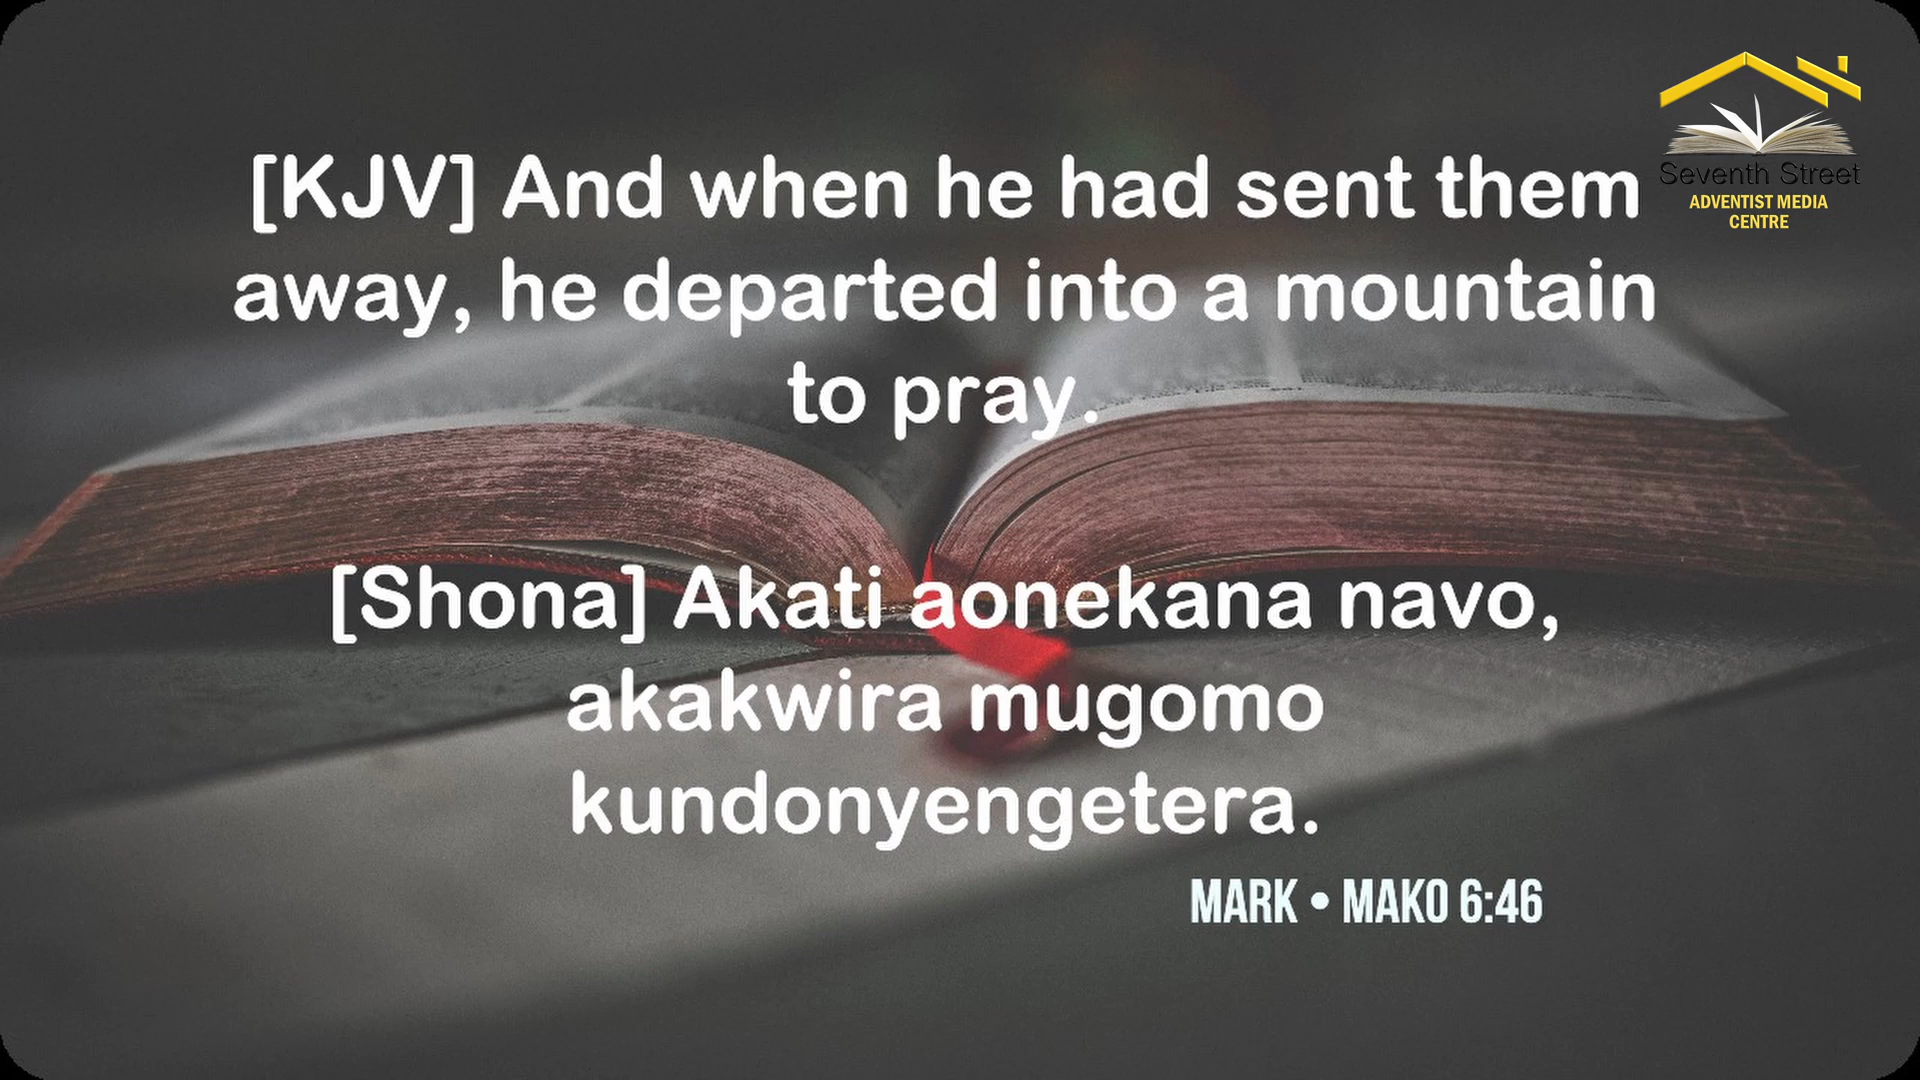 [KJV] And when he had sent them
away, he departed into a mountain
to pray.
[Shona] Akati aonekana navo,
akakwira mugomo
kundonyengetera.
MARK • MAKO 6:46
Seventh Street
ADVENTIST MEDIA
CENTRE